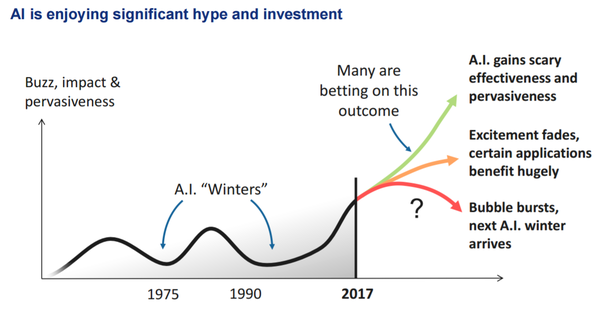 AI is enjoying significant hype and investment
Buzz, impact &
pervasiveness
Many are
betting on this
outcome
A.I. gains scary
effectiveness and
pervasiveness
Excitement fades,
certain applications
benefit hugely
A.I. “Winters”
?
Bubble bursts,
next A.I. winter
arrives
1975
1990
2017